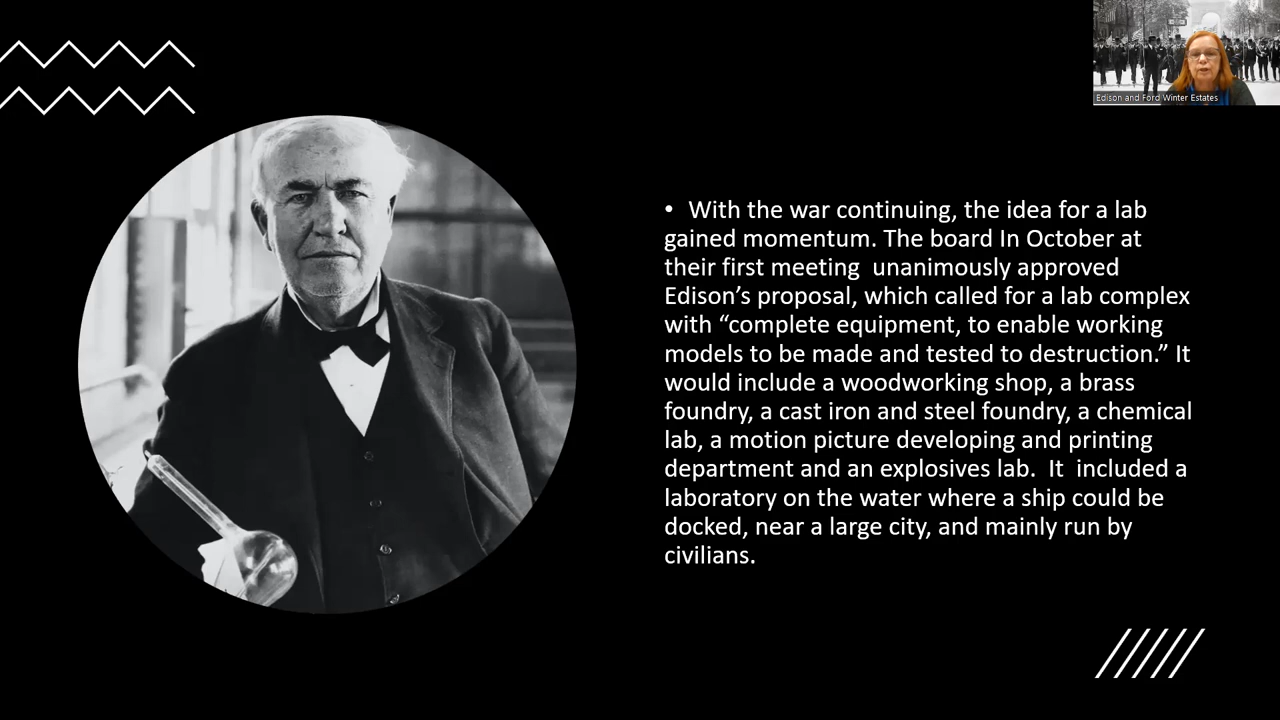 Edison and Ford Winter Estates
• With the war continuing, the idea for a lab
gained momentum. The board In October at
their first meeting  unanimously approved
Edison’s proposal, which called for a lab complex
with “complete equipment, to enable working
models to be made and tested to destruction.” It
would include a woodworking shop, a brass
foundry, a cast iron and steel foundry, a chemical
lab, a motion picture developing and printing
department and an explosives lab.  It  included a
laboratory on the water where a ship could be
docked, near a large city, and mainly run by
civilians.